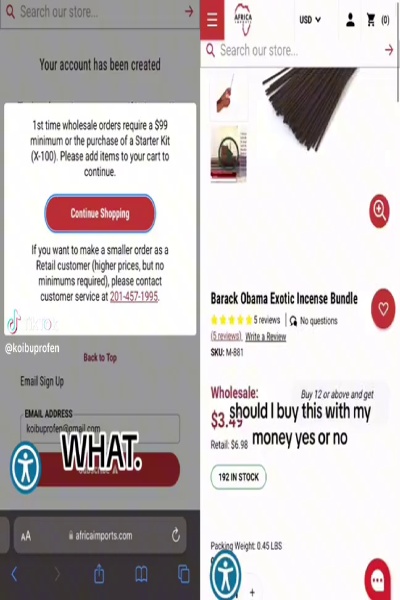 Search our store...
Your account has been created
1st time wholesale orders require a $99
minimum or the purchase of a Starter Kit
(X-100). Please add items to your cart to
continue.
Continue Shopping
If you want to make a smaller order as a
Retail customer (higher prices, but no
minimums required), please contact
customer service at 201-457-1995.
@koibuprofen
Back to Top
Email Sign Up
EMAIL ADDRESS
koibuprofen@gmail.com
WHAT.
AA
africaimports.com
AFRICA
IMPORTS
USD
(0)
Search our store...
Barack Obama Exotic Incense Bundle
5 reviews
No questions
(5 reviews) Write a Review
SKU: M-881
Wholesale:
Buy 12 or above and get
$3.49
should I buy this with my
money yes or no
Retail: $6.98
192 IN STOCK
Packing Weight: 0.45 LBS
+